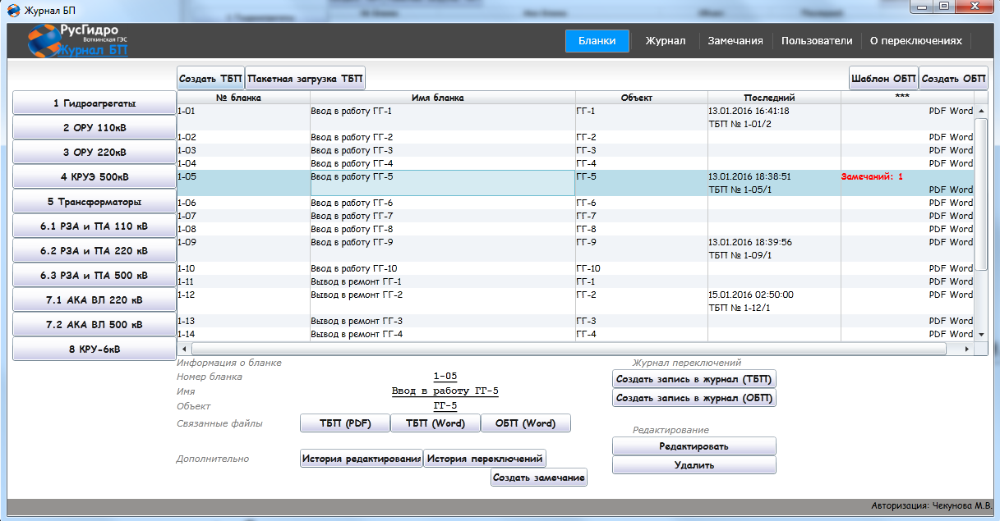 Журнал БП
РусГидро
Воткинская ГЭС
Журнал БП
Бланки Журнал Замечания Пользователи О переключениях
Создать ТБП Пакетная загрузка ТБП Шаблон ОБП Создать ОБП
1 Гидроагрегаты
2 ОРУ 110кВ
3 ОРУ 220кВ
4 КРУЭ 500кВ
5 Трансформаторы
6.1 РЗА и ПА 110 кВ
6.2 РЗА и ПА 220 кВ
6.3 РЗА и ПА 500 кВ
7.1 АКА ВЛ 220 кВ
7.2 АКА ВЛ 500 кВ
8 КРУ-6кВ
№ бланка Имя бланка Объект Последний ***
1-01 Ввод в работу ГГ-1 ГГ-1 13.01.2016 16:41:18 PDF Word
ТБП № 1-01/2
1-02 Ввод в работу ГГ-2 ГГ-2 PDF Word
1-03 Ввод в работу ГГ-3 ГГ-3 PDF Word
1-04 Ввод в работу ГГ-4 ГГ-4 PDF Word
1-05 Ввод в работу ГГ-5 ГГ-5 13.01.2016 18:38:51 Замечаний: 1
ТБП № 1-05/1 PDF Word
1-06 Ввод в работу ГГ-6 ГГ-6 PDF Word
1-07 Ввод в работу ГГ-7 ГГ-7 PDF Word
1-08 Ввод в работу ГГ-8 ГГ-8 PDF Word
1-09 Ввод в работу ГГ-9 ГГ-9 13.01.2016 18:39:56 PDF Word
ТБП № 1-09/1
1-10 Ввод в работу ГГ-10 ГГ-10 PDF Word
1-11 Вывод в ремонт ГГ-1 ГГ-1 PDF Word
1-12 Вывод в ремонт ГГ-2 ГГ-2 15.01.2016 02:50:00 PDF Word
ТБП № 1-12/1
1-13 Вывод в ремонт ГГ-3 ГГ-3 PDF Word
1-14 Вывод в ремонт ГГ-4 ГГ-4 PDF Word
Информация о бланке
Номер бланка 1-05
Имя Ввод в работу ГГ-5
Объект ГГ-5
Связанные файлы ТБП (PDF) ТБП (Word) ОБП (Word)
Дополнительно История редактирования История переключений
Создать замечание
Журнал переключений
Создать запись в журнал (ТБП)
Создать запись в журнал (ОБП)
Редактирование
Редактировать
Удалить
Авторизация: Чекунова М.В.